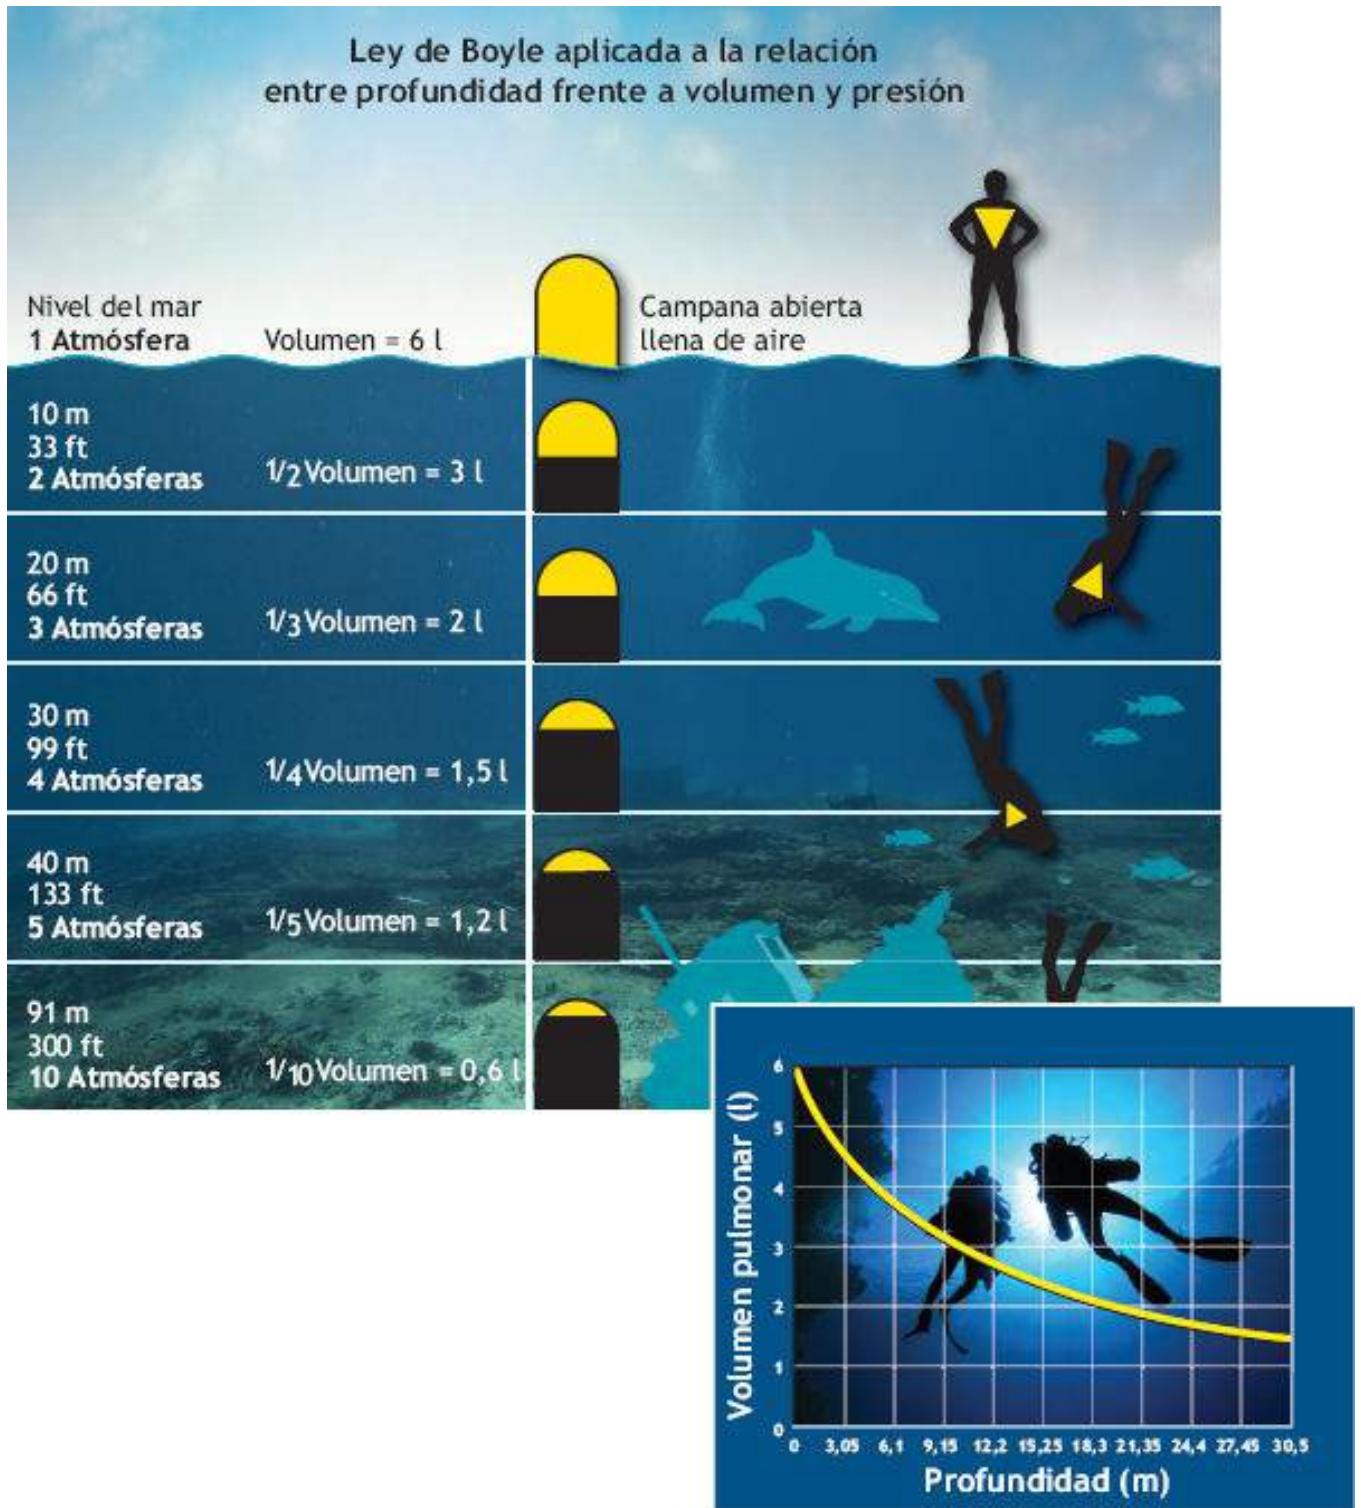 Ley de Boyle aplicada a la relación
entre profundidad frente a volumen y presión
Nivel del mar
1 Atmósfera
Volumen = 6 l
Campana abierta
llena de aire
10 m
33 ft
2 Atmósferas
1/2 Volumen = 3 l
20 m
66 ft
3 Atmósferas
1/3 Volumen = 2 l
30 m
99 ft
4 Atmósferas
1/4 Volumen = 1,5 l
40 m
133 ft
5 Atmósferas
1/5 Volumen = 1,2 l
91 m
300 ft
10 Atmósferas
1/10 Volumen = 0,6 l
Volumen pulmonar (l)
6
5
4
3
2
1
0
0 3,05 6,1 9,15 12,2 15,25 18,3 21,35 24,4 27,45 30,5
Profundidad (m)